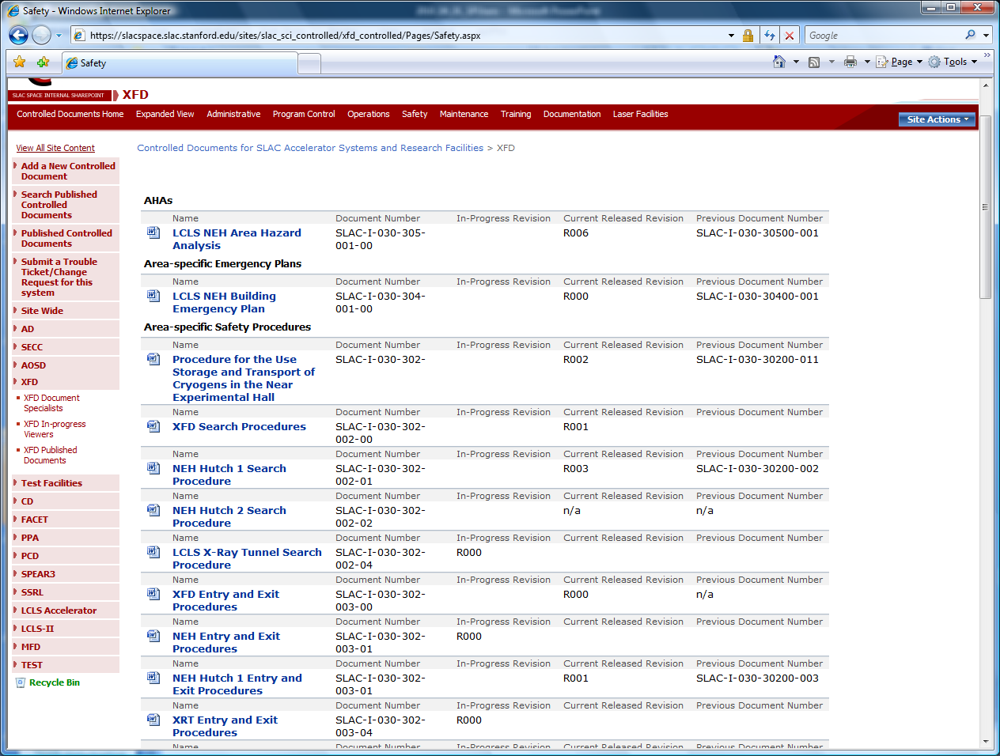 Safety - Windows Internet Explorer
https://slacspace.slac.stanford.edu/sites/slac_sci_controlled/xfd_controlled/Pages/Safety.aspx
Google
Safety
Page
Tools
SLAC SPACE INTERNAL SHAREPOINT
XFD
Controlled Documents Home Expanded View Administrative Program Control Operations Safety Maintenance Training Documentation Laser Facilities
Site Actions
View All Site Content
Add a New Controlled
Document
Search Published
Controlled
Documents
Published Controlled
Documents
Submit a Trouble
Ticket/Change
Request for this
system
Site Wide
AD
SECC
AOSD
XFD
XFD Document
Specialists
XFD In-progress
Viewers
XFD Published
Documents
Test Facilities
CD
FACET
PPA
PCD
SPEAR3
SSRL
LCLS Accelerator
LCLS-II
MFD
TEST
Recycle Bin
Controlled Documents for SLAC Accelerator Systems and Research Facilities > XFD
AHAs
Name Document Number In-Progress Revision Current Released Revision Previous Document Number
LCLS NEH Area Hazard SLAC-I-030-305- R006 SLAC-I-030-30500-001
Analysis 001-00
Area-specific Emergency Plans
Name Document Number In-Progress Revision Current Released Revision Previous Document Number
LCLS NEH Building SLAC-I-030-304- R000 SLAC-I-030-30400-001
Emergency Plan 001-00
Area-specific Safety Procedures
Name Document Number In-Progress Revision Current Released Revision Previous Document Number
Procedure for the Use SLAC-I-030-302- R002 SLAC-I-030-30200-011
Storage and Transport of
Cryogens in the Near
Experimental Hall
Name Document Number In-Progress Revision Current Released Revision Previous Document Number
XFD Search Procedures SLAC-I-030-302- R001
002-00
Name Document Number In-Progress Revision Current Released Revision Previous Document Number
NEH Hutch 1 Search SLAC-I-030-302- R003 SLAC-I-030-30200-002
Procedure 002-01
Name Document Number In-Progress Revision Current Released Revision Previous Document Number
NEH Hutch 2 Search SLAC-I-030-302- n/a n/a
Procedure 002-02
Name Document Number In-Progress Revision Current Released Revision Previous Document Number
LCLS X-Ray Tunnel Search SLAC-I-030-302- R000
Procedure 002-04
Name Document Number In-Progress Revision Current Released Revision Previous Document Number
XFD Entry and Exit SLAC-I-030-302- R000 n/a
Procedures 003-00
Name Document Number In-Progress Revision Current Released Revision Previous Document Number
NEH Entry and Exit SLAC-I-030-302- R000
Procedures 003-01
Name Document Number In-Progress Revision Current Released Revision Previous Document Number
NEH Hutch 1 Entry and SLAC-I-030-302- R001 SLAC-I-030-30200-003
Exit Procedures 003-01
Name Document Number In-Progress Revision Current Released Revision Previous Document Number
XRT Entry and Exit SLAC-I-030-302- R000
Procedures 003-04
Name Document Number In-Progress Revision Current Released Revision Previous Document Number